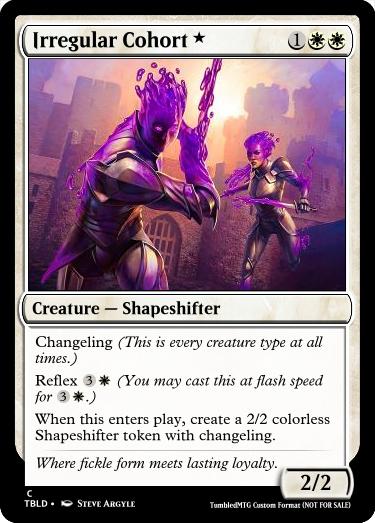 Irregular Cohort ★ 1
Creature — Shapeshifter
Changeling (This is every creature type at all
times.)
Reflex 3 (You may cast this at flash speed
for 3 .)
When this enters play, create a 2/2 colorless
Shapeshifter token with changeling.
Where fickle form meets lasting loyalty.
2/2
C
TBLD • STEVE ARGYLE
TumbledMTG Custom Format (NOT FOR SALE)